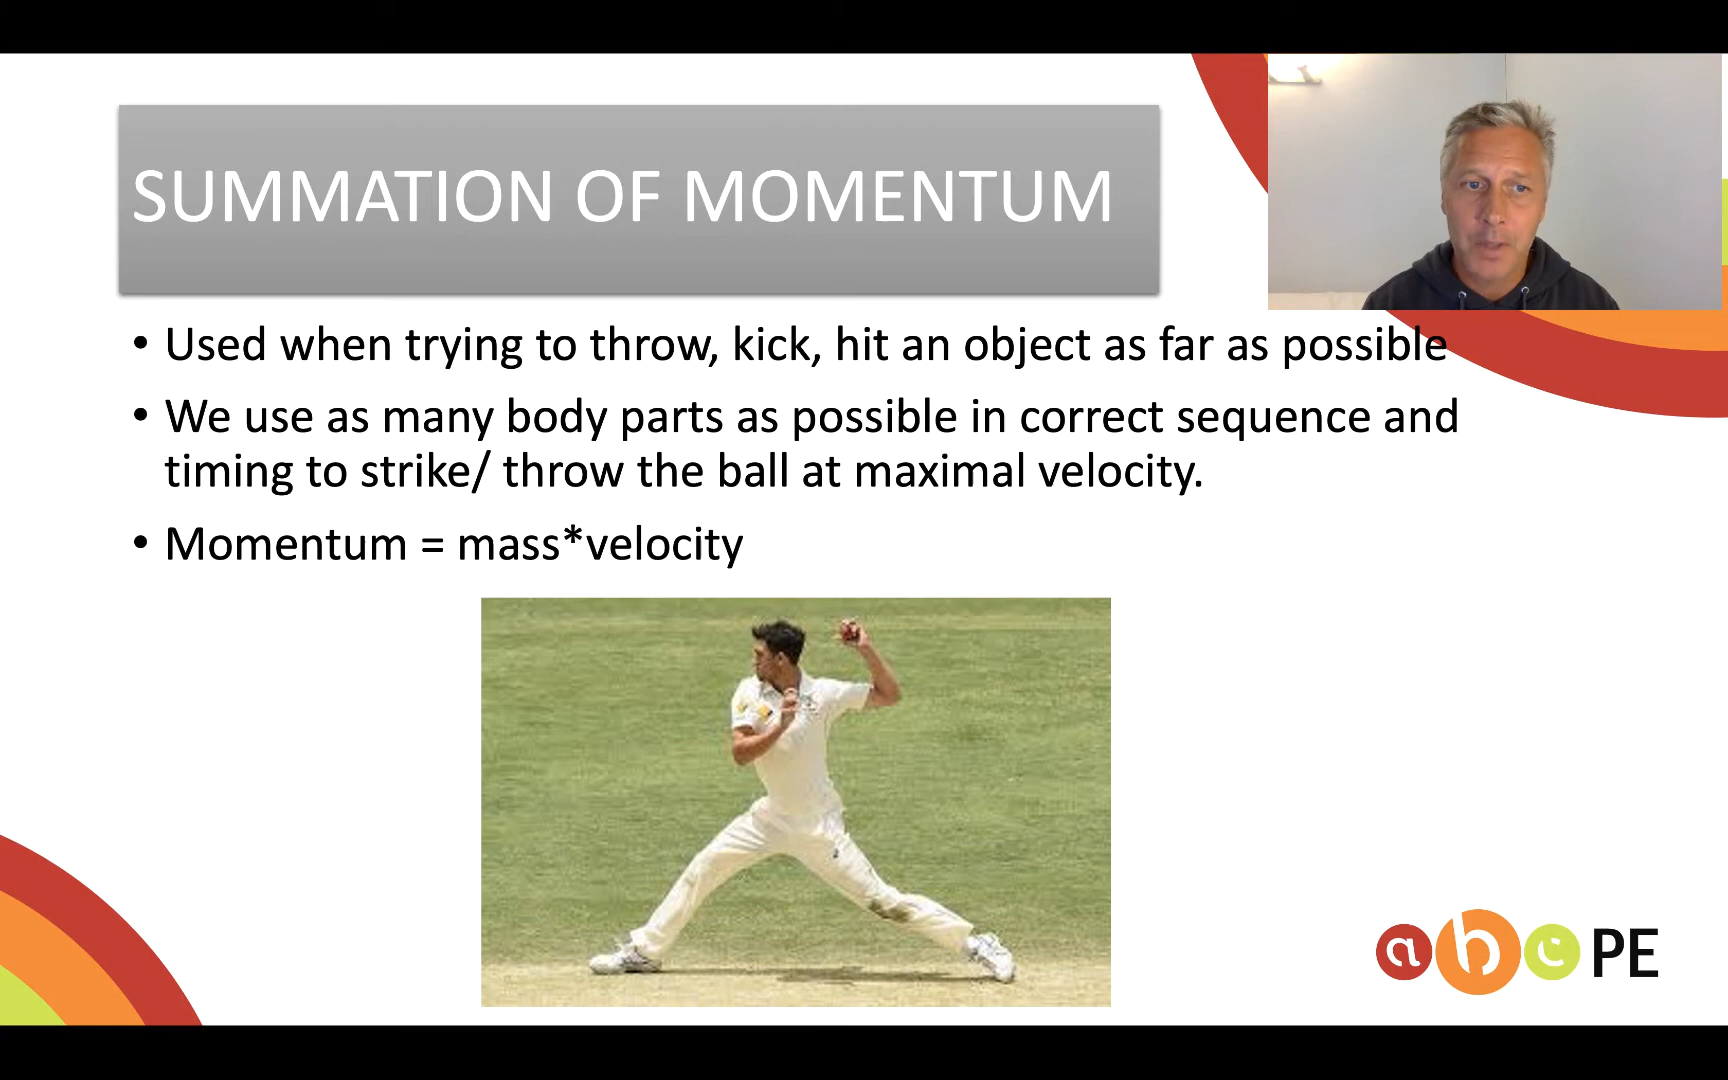 SUMMATION OF MOMENTUM
• Used when trying to throw, kick, hit an object as far as possible
• We use as many body parts as possible in correct sequence and
timing to strike/ throw the ball at maximal velocity.
• Momentum = mass*velocity
abc PE